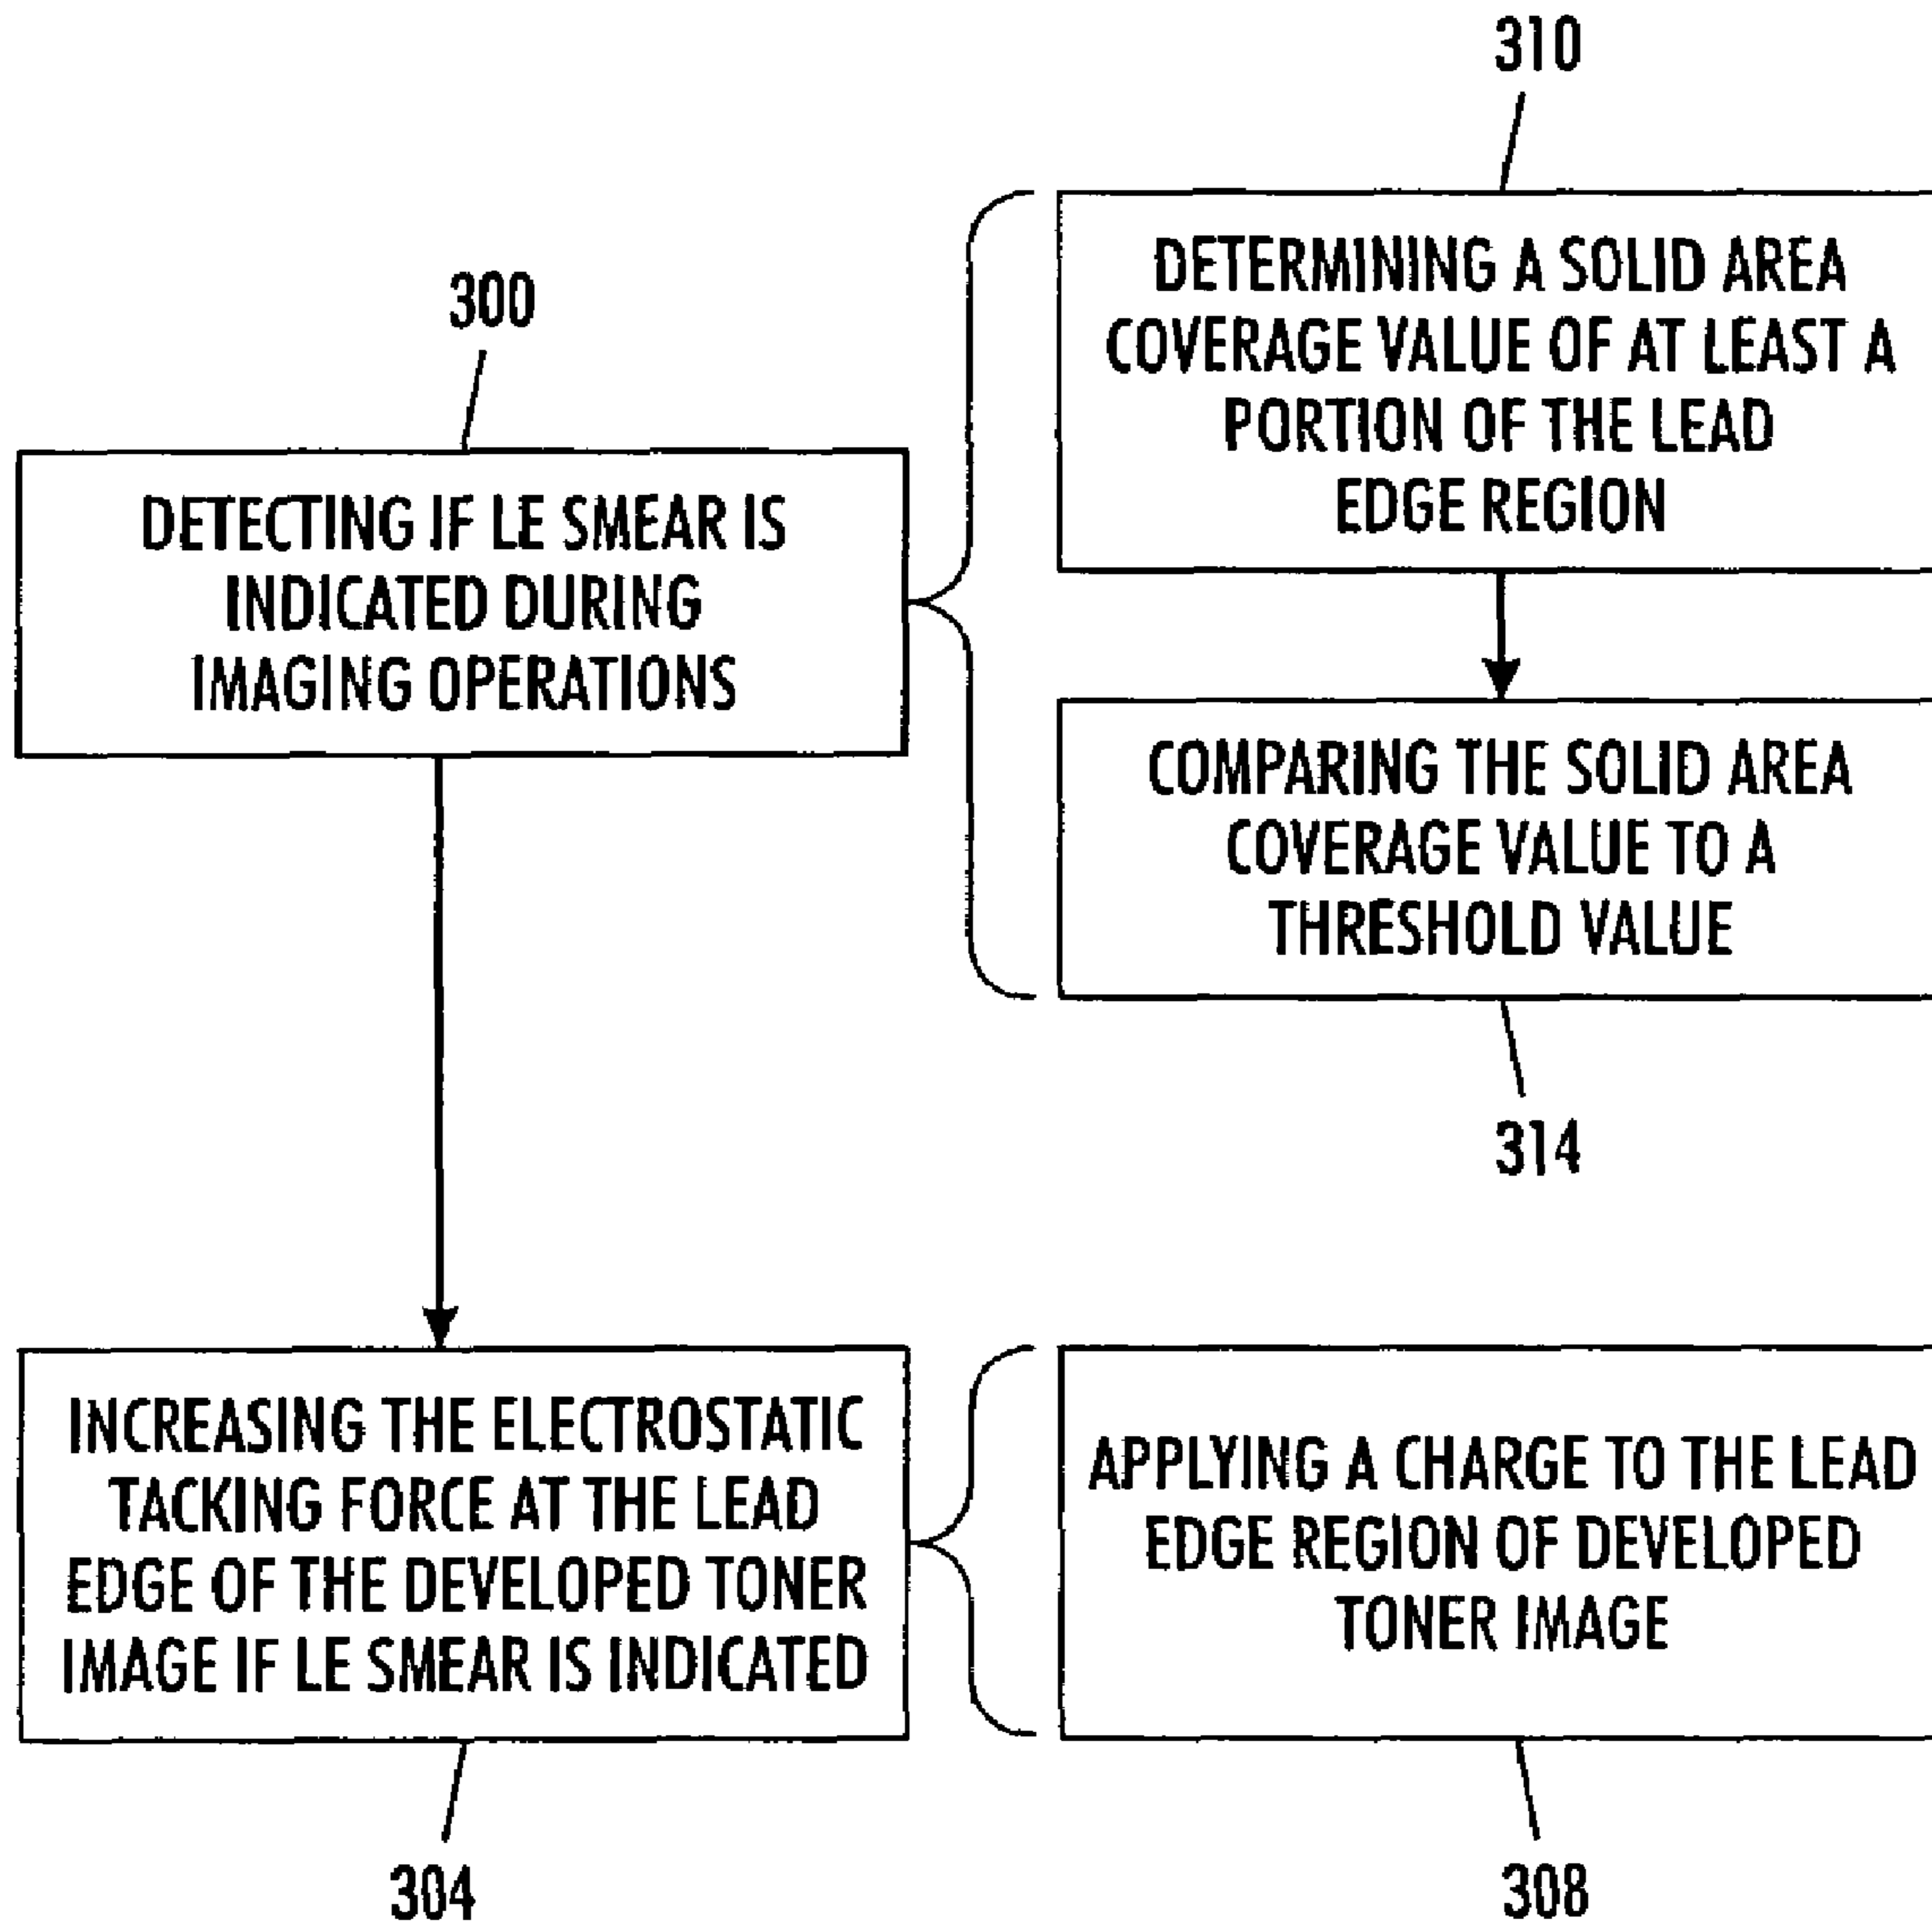 310
DETERMINING A SOLID AREA
COVERAGE VALUE OF AT LEAST A
PORTION OF THE LEAD
EDGE REGION
300
DETECTING IF LE SMEAR IS
INDICATED DURING
IMAGING OPERATIONS
COMPARING THE SOLID AREA
COVERAGE VALUE TO A
THRESHOLD VALUE
314
INCREASING THE ELECTROSTATIC
TACKING FORCE AT THE LEAD
EDGE OF THE DEVELOPED TONER
IMAGE IF LE SMEAR IS INDICATED
304
APPLYING A CHARGE TO THE LEAD
EDGE REGION OF DEVELOPED
TONER IMAGE
308